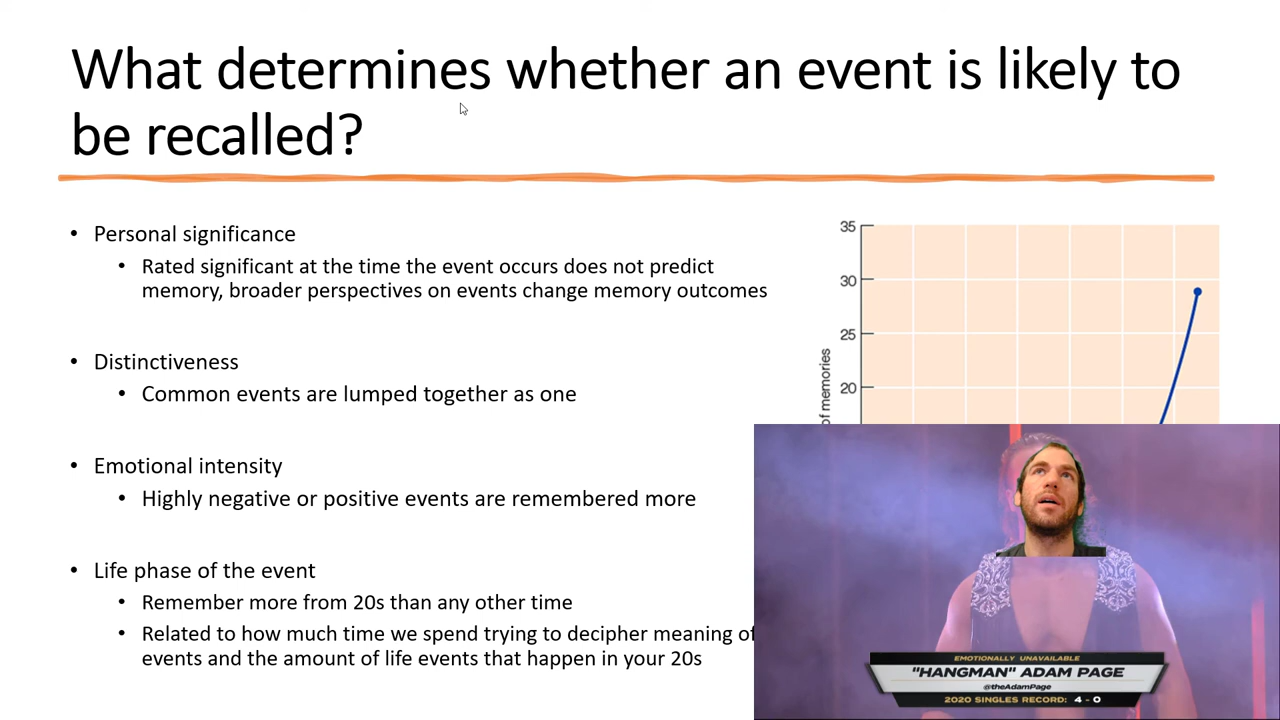 What determines whether an event is likely to
be recalled?
• Personal significance
• Rated significant at the time the event occurs does not predict
memory, broader perspectives on events change memory outcomes
• Distinctiveness
• Common events are lumped together as one
• Emotional intensity
• Highly negative or positive events are remembered more
• Life phase of the event
• Remember more from 20s than any other time
• Related to how much time we spend trying to decipher meaning of
events and the amount of life events that happen in your 20s
35
30
25
20
of memories
EMOTIONALLY UNAVAILABLE
"HANGMAN" ADAM PAGE
@theAdamPage
2020 SINGLES RECORD: 4 - 0